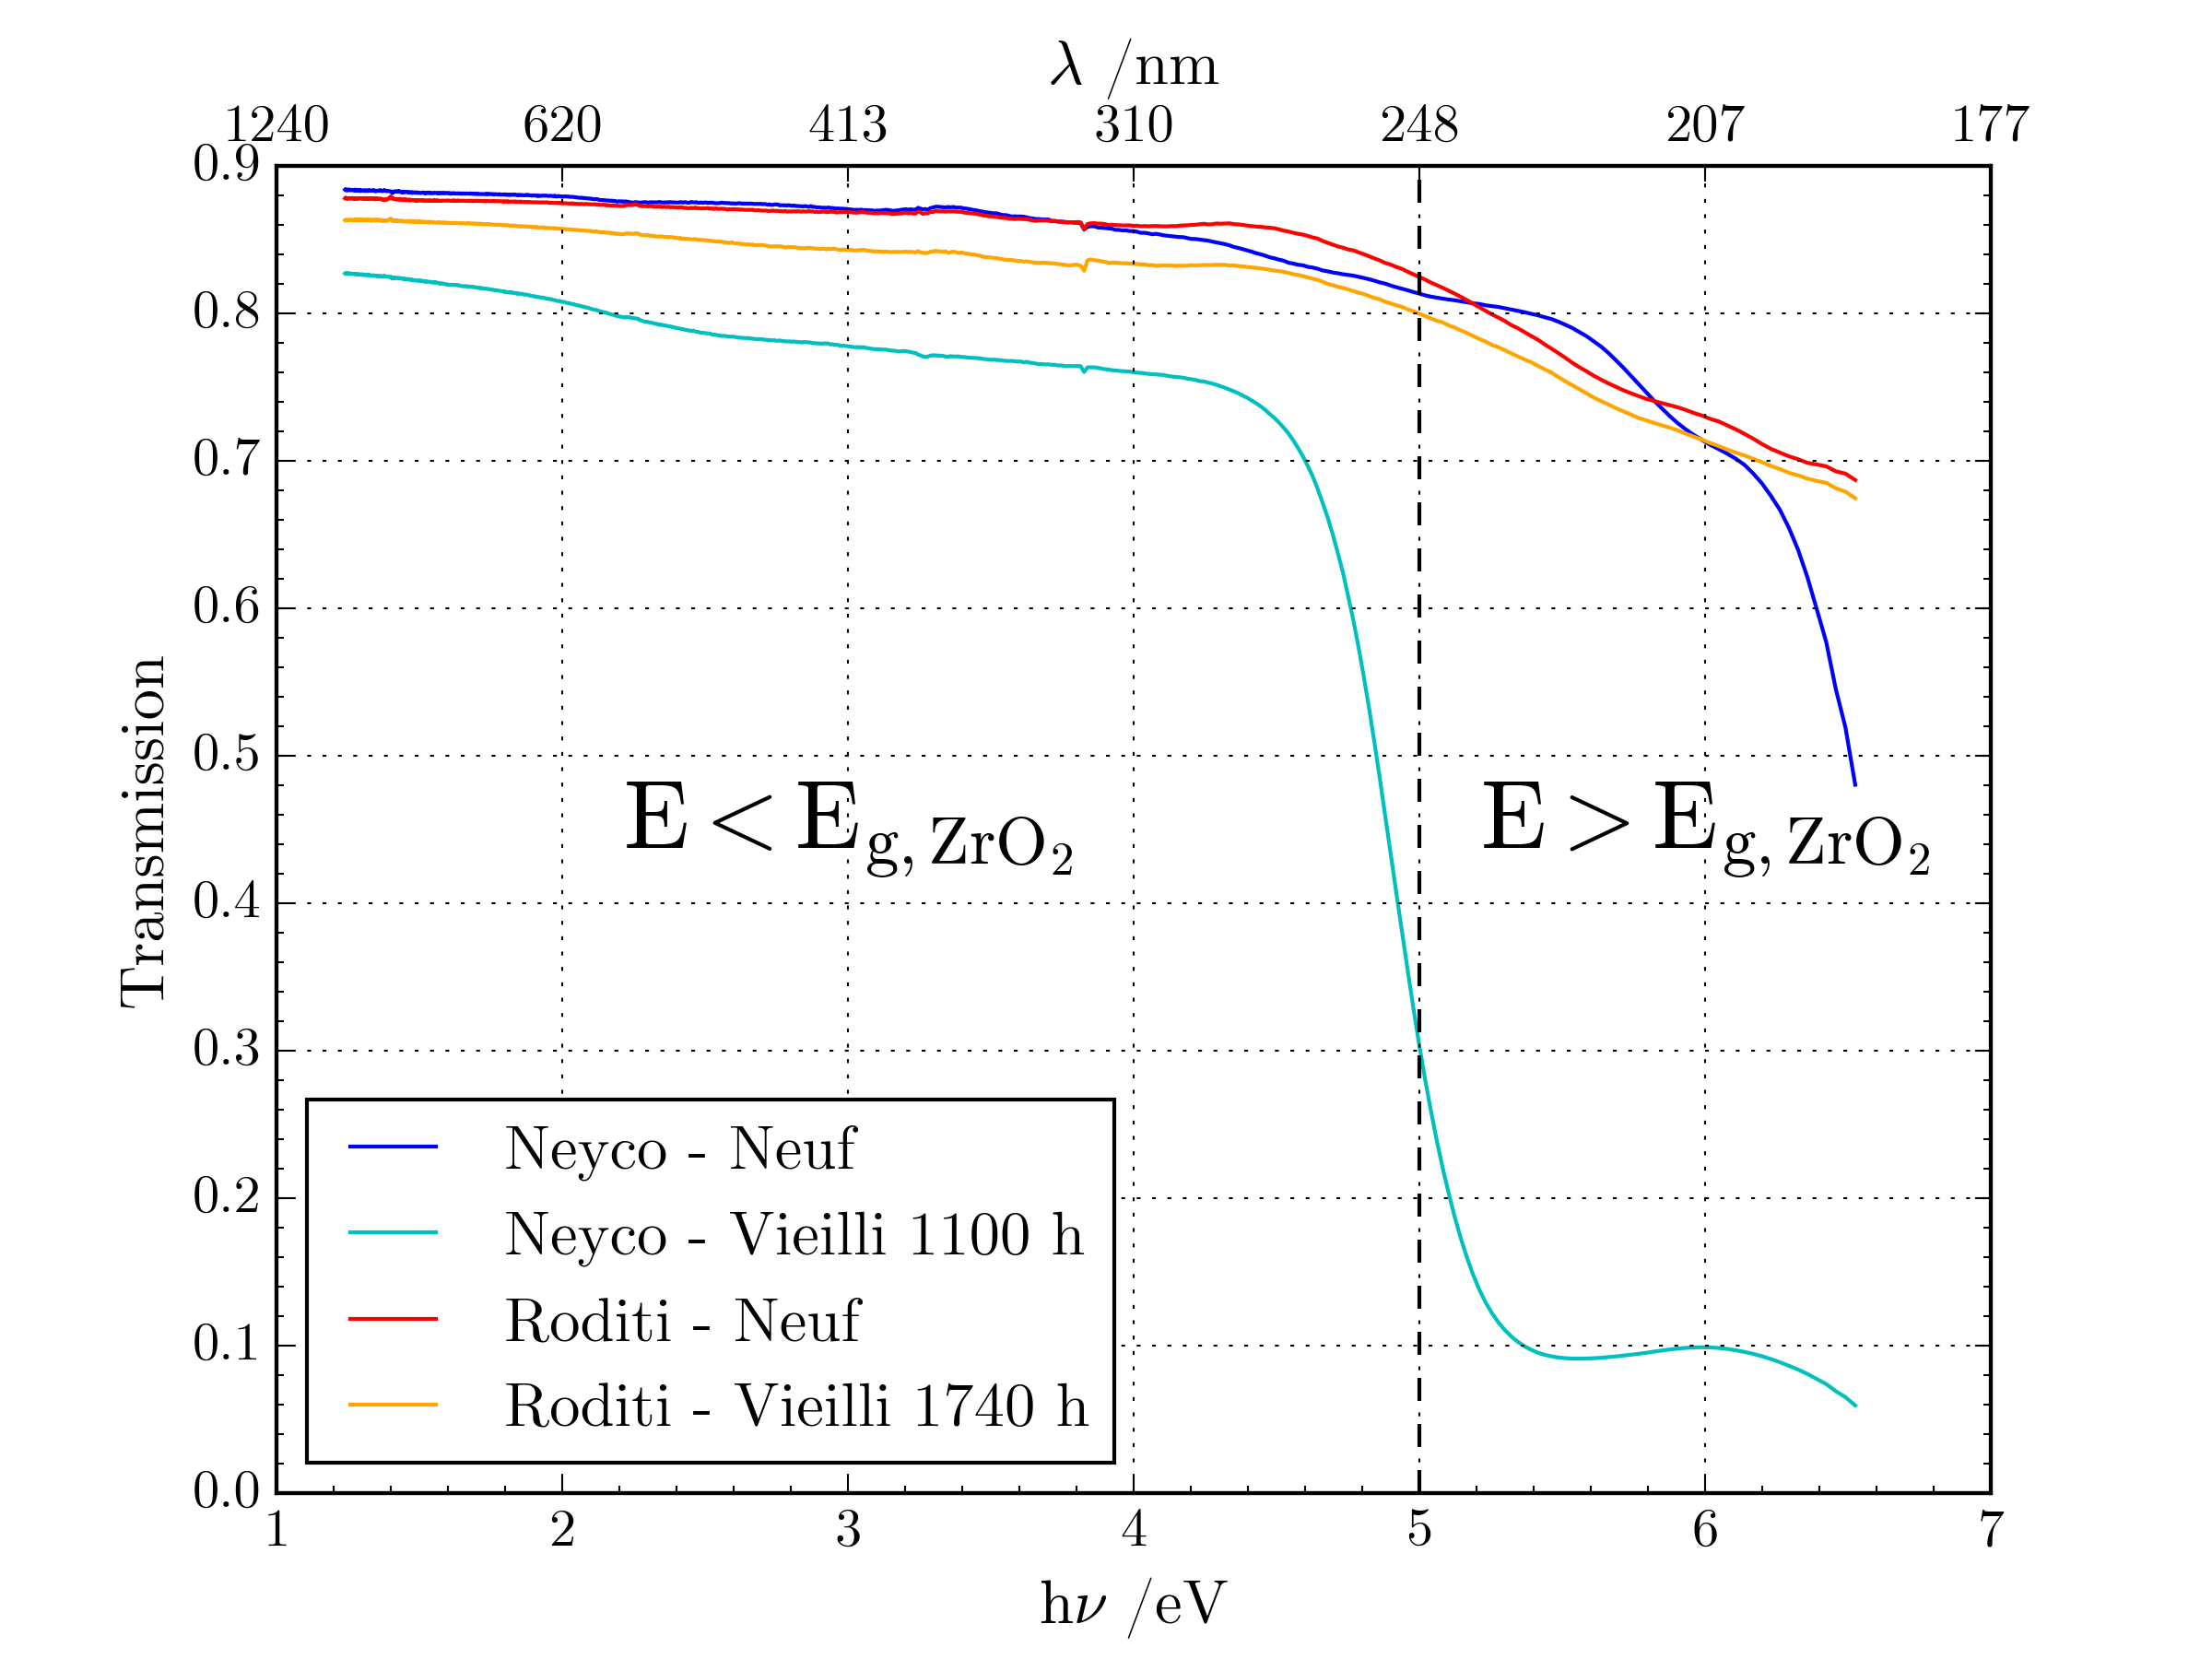 λ /nm
1240 620 413 310 248 207 177
0.9
0.8
0.7
0.6
0.5
0.4
0.3
0.2
0.1
0.0
Transmission
E < E_g, ZrO₂
E > E_g, ZrO₂
Neyco - Neuf
Neyco - Vieilli 1100 h
Roditi - Neuf
Roditi - Vieilli 1740 h
1 2 3 4 5 6 7
hν /eV